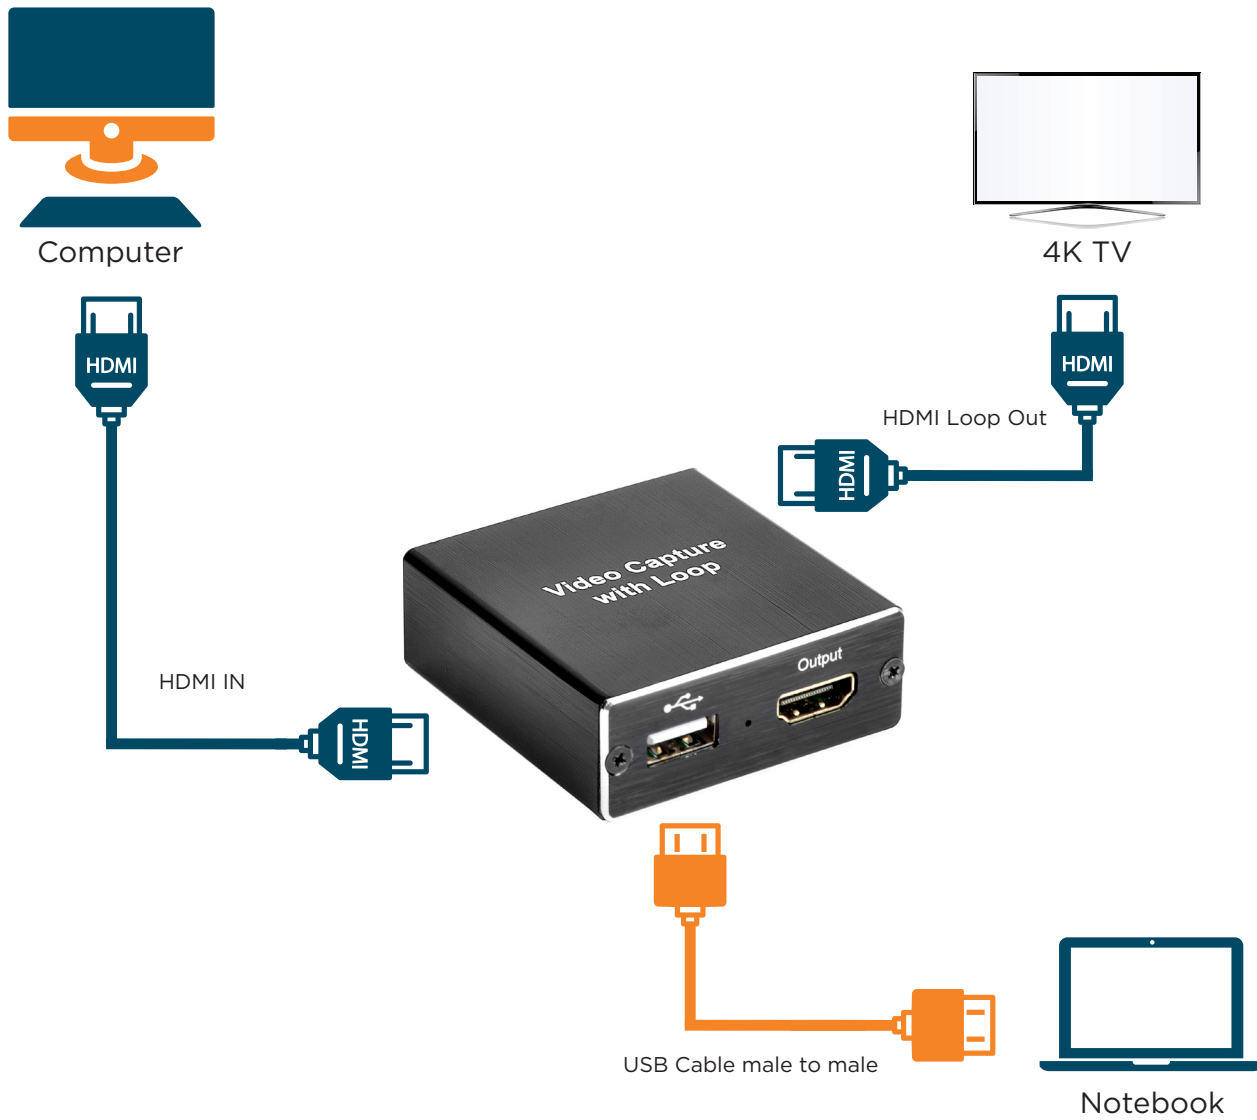 Computer
4K TV
HDMI
HDMI
HDMI Loop Out
HDMI
Video Capture
with Loop
Output
HDMI IN
HDMI
USB Cable male to male
Notebook